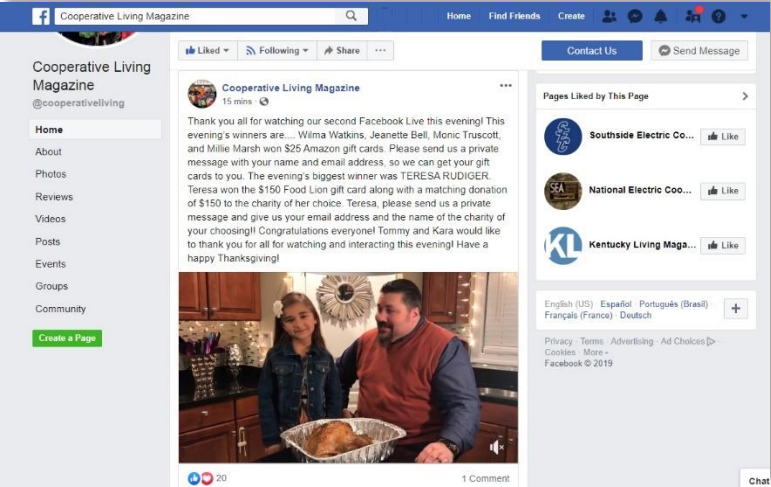 Cooperative Living Magazine
Home Find Friends Create
Liked Following Share ...
Contact Us Send Message
Cooperative Living
Magazine
@cooperativeliving
Home
About
Photos
Reviews
Videos
Posts
Events
Groups
Community
Create a Page
Cooperative Living Magazine
15 mins ·
Thank you all for watching our second Facebook Live this evening! This
evening's winners are.... Wilma Watkins, Jeanette Bell, Monic Truscott,
and Millie Marsh won $25 Amazon gift cards. Please send us a private
message with your name and email address, so we can get your gift
cards to you. The evening's biggest winner was TERESA RUDIGER.
Teresa won the $150 Food Lion gift card along with a matching donation
of $150 to the charity of her choice. Teresa, please send us a private
message and give us your email address and the name of the charity of
your choosing!! Congratulations everyone! Tommy and Kara would like
to thank you for all for watching and interacting this evening! Have a
happy Thanksgiving!
20
1 Comment
Pages Liked by This Page
Southside Electric Co... Like
SEA
National Electric Coo... Like
KL
Kentucky Living Maga... Like
English (US) · Español · Português (Brasil) ·
Français (France) · Deutsch
Privacy · Terms · Advertising · Ad Choices ·
Cookies · More
Facebook © 2019
Chat